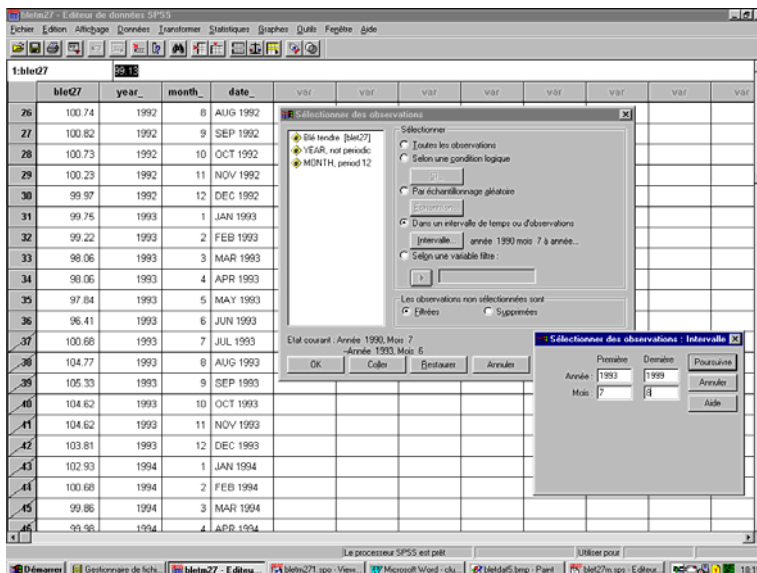 bletm27 - Editeur de données SPSS
Fichier Edition Affichage Données Transformer Statistiques Graphes Outils Fenêtre Aide
1:blet27 99.13
blet27 year_ month_ date_ var var var var var var var
26 100.74 1992 8 AUG 1992
27 100.82 1992 9 SEP 1992
28 100.73 1992 10 OCT 1992
29 100.23 1992 11 NOV 1992
30 99.97 1992 12 DEC 1992
31 99.75 1993 1 JAN 1993
32 99.22 1993 2 FEB 1993
33 98.06 1993 3 MAR 1993
34 98.06 1993 4 APR 1993
35 97.84 1993 5 MAY 1993
36 96.41 1993 6 JUN 1993
37 100.68 1993 7 JUL 1993
38 104.77 1993 8 AUG 1993
39 105.33 1993 9 SEP 1993
40 104.62 1993 10 OCT 1993
41 104.62 1993 11 NOV 1993
42 103.81 1993 12 DEC 1993
43 102.93 1994 1 JAN 1994
44 100.68 1994 2 FEB 1994
45 99.86 1994 3 MAR 1994
46 99.98 1994 4 APR 1994
Sélectionner des observations
Blé tendre [blet27]
YEAR, not periodic
MONTH, period 12
Sélectionner
Toutes les observations
Selon une condition logique
Par échantillonnage aléatoire
Dans un intervalle de temps ou d'observations
Intervalle... année 1990 mois 7 à année...
Selon une variable filtre :
Les observations non sélectionnées sont
Filtrées Supprimées
Etat courant : Année 1990, Mois 7
--Année 1993, Mois 6
OK Coller Restaurer Annuler
Sélectionner des observations : Intervalle
Première Dernière
Année : 1993 1999
Mois : 7 8
Poursuivre
Annuler
Aide
Le processeur SPSS est prêt Utiliser pour
Démarrer Gestionnaire de fichi... bletm27 - Editeu... bletm271.spo - View... Microsoft Word - clu... bletdat5.bmp - Paint blet27m.sps - Editeur...